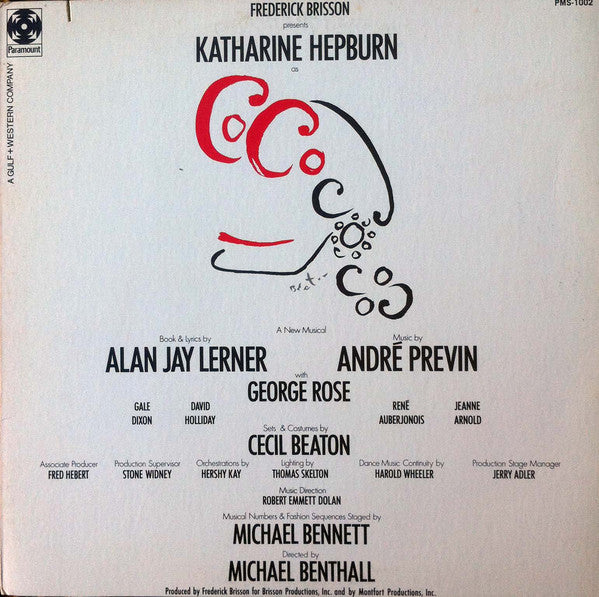 FREDERICK BRISSON
PMS-1002
presents
Paramount
A GULF + WESTERN COMPANY
KATHARINE HEPBURN
as
CoCo
A New Musical
Book & Lyrics by
Music by
ALAN JAY LERNER
ANDRÉ PREVIN
with
GEORGE ROSE
GALE DAVID RENÉ JEANNE
DIXON HOLLIDAY AUBERJONOIS ARNOLD
Sets & Costumes by
CECIL BEATON
Associate Producer Production Supervisor Orchestrations by Lighting by Dance Music Continuity by Production Stage Manager
FRED HEBERT STONE WIDNEY HERSHY KAY THOMAS SKELTON HAROLD WHEELER JERRY ADLER
Music Direction
ROBERT EMMETT DOLAN
Musical Numbers & Fashion Sequences Staged by
MICHAEL BENNETT
Directed by
MICHAEL BENTHALL
Produced by Frederick Brisson for Brisson Productions, Inc. and by Montfort Productions, Inc.